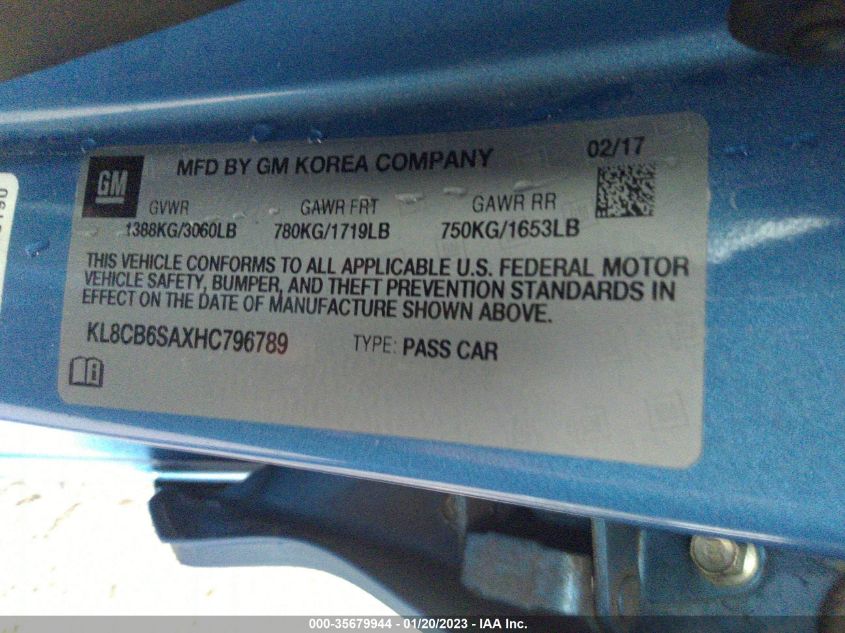 GM
MFD BY GM KOREA COMPANY
02/17
GVWR
GAWR FRT
GAWR RR
1388KG/3060LB
780KG/1719LB
750KG/1653LB
THIS VEHICLE CONFORMS TO ALL APPLICABLE U.S. FEDERAL MOTOR
VEHICLE SAFETY, BUMPER, AND THEFT PREVENTION STANDARDS IN
EFFECT ON THE DATE OF MANUFACTURE SHOWN ABOVE.
KL8CB6SAXHC796789
TYPE: PASS CAR
000-35679944 - 01/20/2023 - IAA Inc.